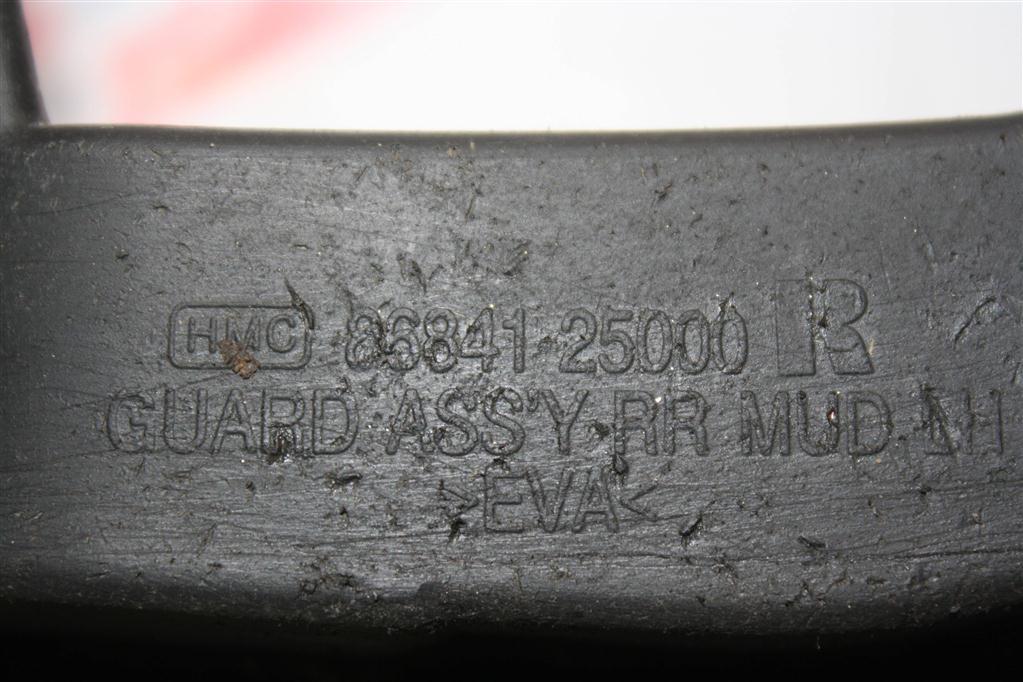 HMC 86841-25000 R
GUARD ASS'Y RR MUD LH
>EVA<